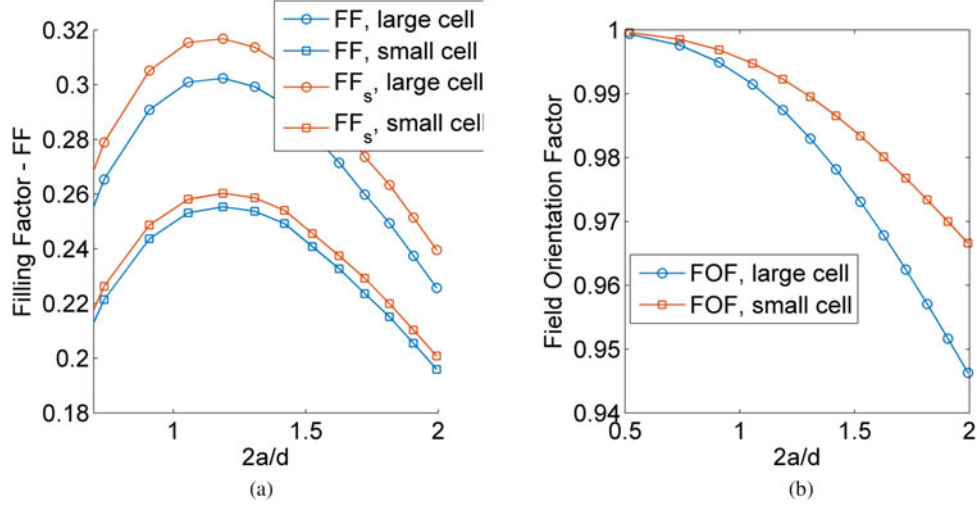 0.32
0.3
0.28
0.26
0.24
0.22
0.2
0.18
Filling Factor - FF
1
1.5
2
2a/d
FF, large cell
FF, small cell
FFs, large cell
FFs, small cell
(a)
1
0.99
0.98
0.97
0.96
0.95
0.94
Field Orientation Factor
0.5
1
1.5
2
2a/d
FOF, large cell
FOF, small cell
(b)